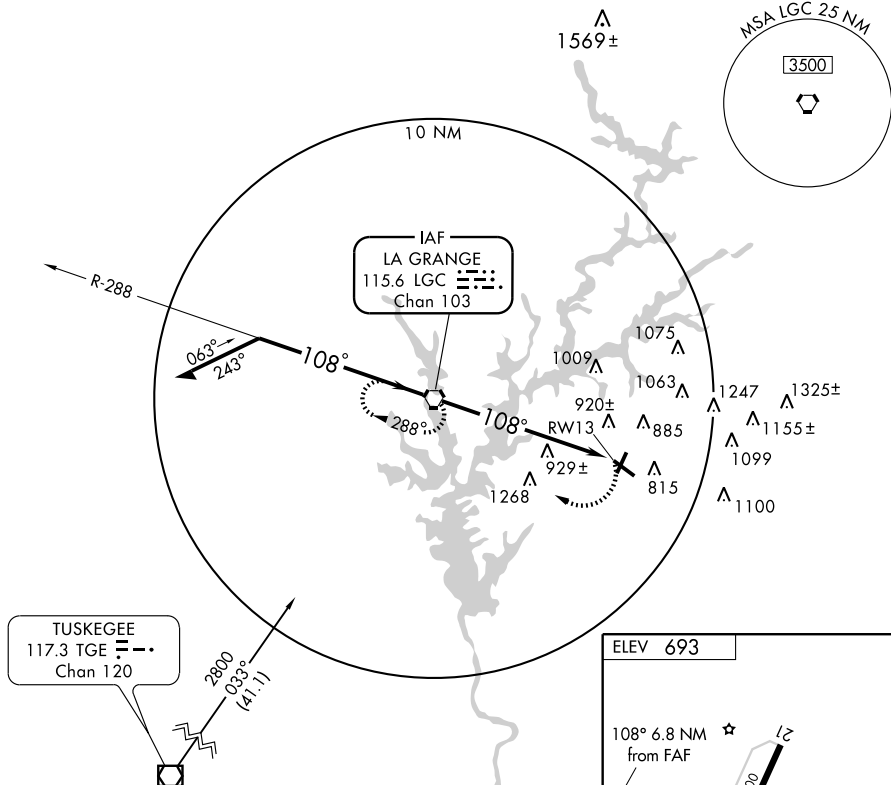 1569±
MSA LGC 25 NM
3500
10 NM
IAF
LA GRANGE
115.6 LGC
Chan 103
R-288
063°
243°
108°
288°
108°
1075
1009
1063
1247
1325±
920±
RW13
885
1155±
1099
929±
815
1268
1100
TUSKEGEE
117.3 TGE
Chan 120
2800
033°
(41.1)
ELEV 693
108° 6.8 NM
from FAF
21